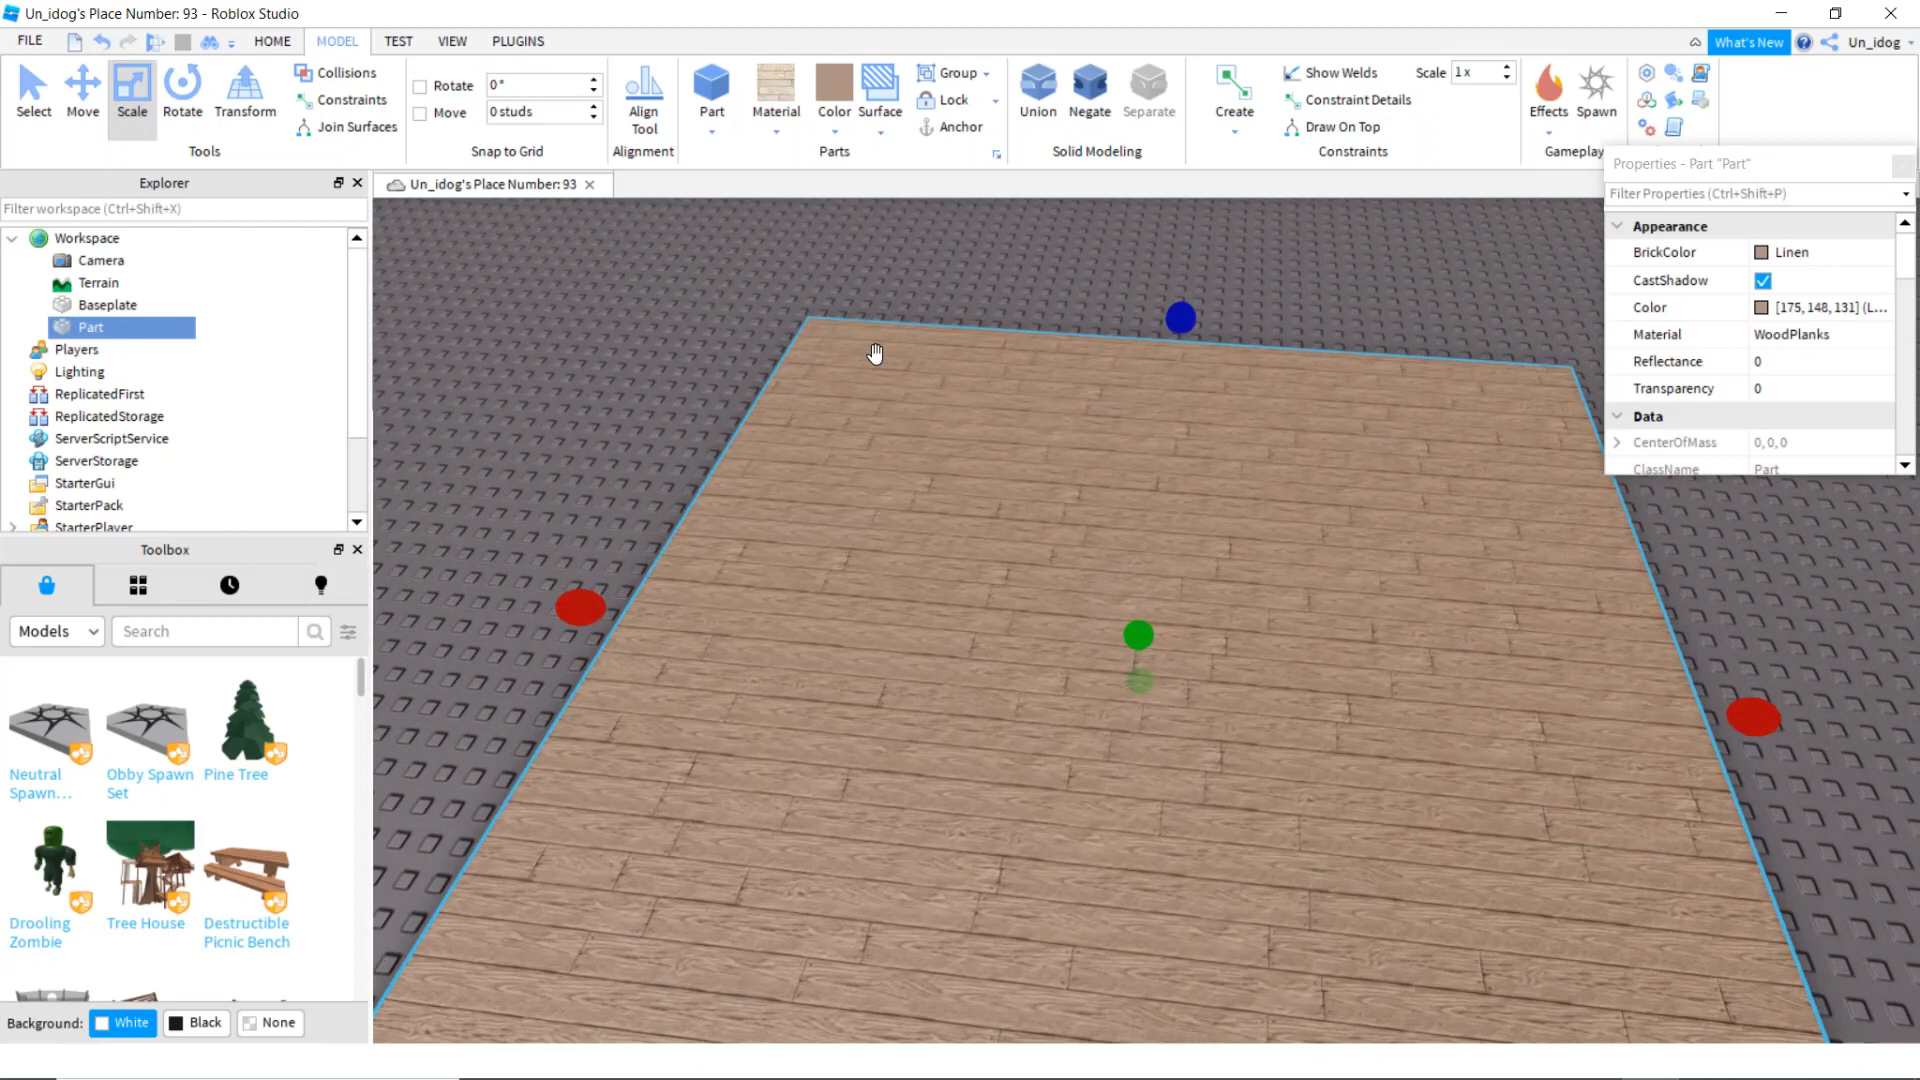 Un_idog's Place Number: 93 - Roblox Studio
FILE HOME MODEL TEST VIEW PLUGINS What's New Un_idog
Select Move Scale Rotate Transform
Collisions
Constraints
Join Surfaces
Tools
Rotate 0°
Move 0 studs
Snap to Grid
Align Tool
Alignment
Part Material Color Surface
Group
Lock
Anchor
Parts
Union Negate Separate
Solid Modeling
Create
Show Welds Scale 1 x
Constraint Details
Draw On Top
Constraints
Effects Spawn
Gameplay
Explorer
Filter workspace (Ctrl+Shift+X)
Workspace
Camera
Terrain
Baseplate
Part
Players
Lighting
ReplicatedFirst
ReplicatedStorage
ServerScriptService
ServerStorage
StarterGui
StarterPack
StarterPlayer
Un_idog's Place Number: 93
Properties - Part "Part"
Filter Properties (Ctrl+Shift+P)
Appearance
BrickColor Linen
CastShadow
Color [175, 148, 131] (L...
Material WoodPlanks
Reflectance 0
Transparency 0
Data
CenterOfMass 0, 0, 0
ClassName Part
Toolbox
Models Search
Neutral Spawn...
Obby Spawn Set
Pine Tree
Drooling Zombie
Tree House
Destructible Picnic Bench
Background: White Black None